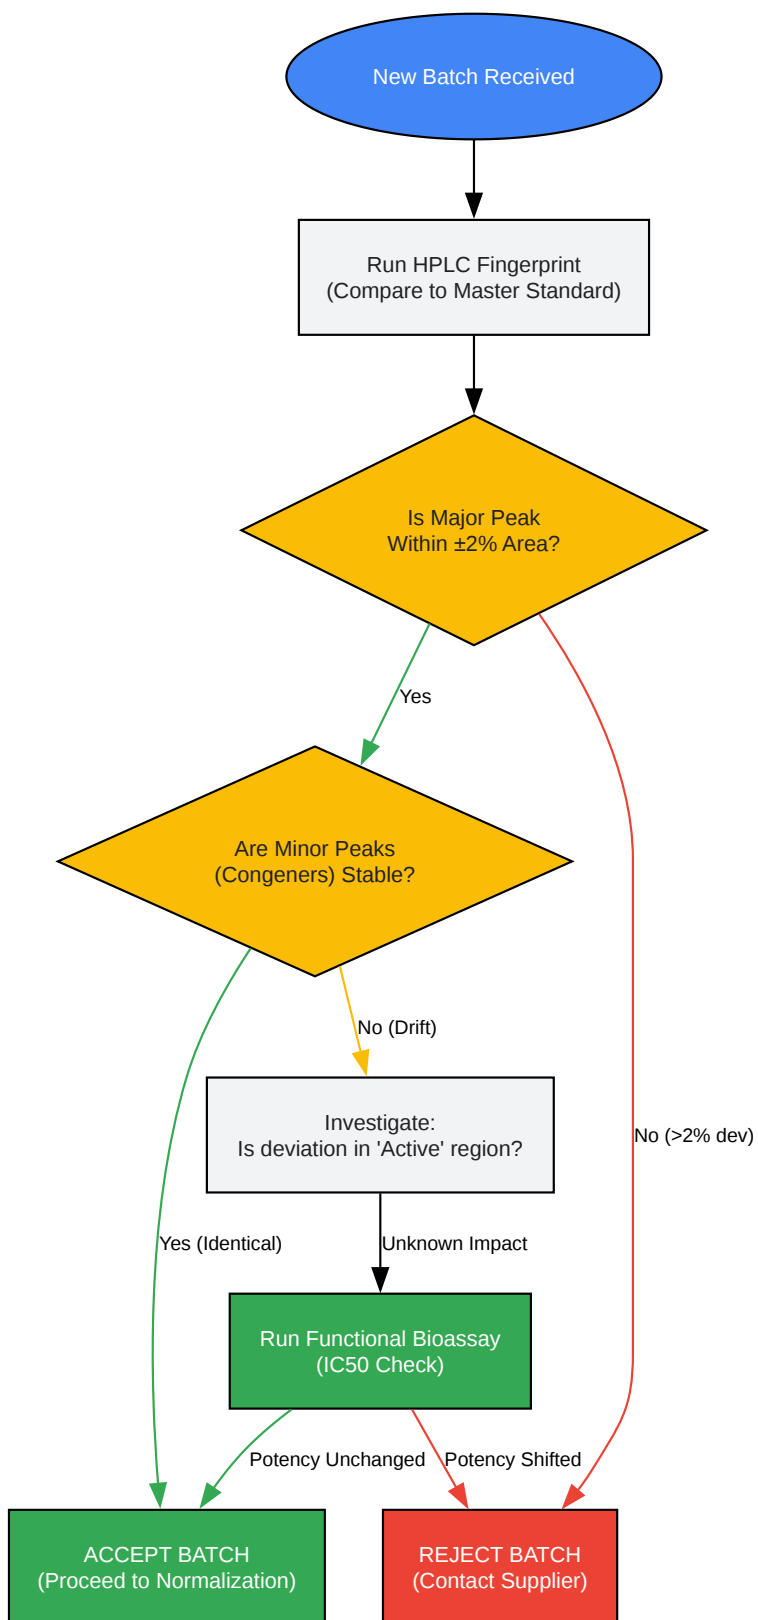 New Batch Received
Run HPLC Fingerprint
(Compare to Master Standard)
Is Major Peak
Within ±2% Area?
Yes
Are Minor Peaks
(Congeners) Stable?
No (Drift)
Investigate:
Is deviation in 'Active' region?
No (>2% dev)
Yes (Identical)
Unknown Impact
Run Functional Bioassay
(IC50 Check)
Potency Unchanged
Potency Shifted
ACCEPT BATCH
(Proceed to Normalization)
REJECT BATCH
(Contact Supplier)